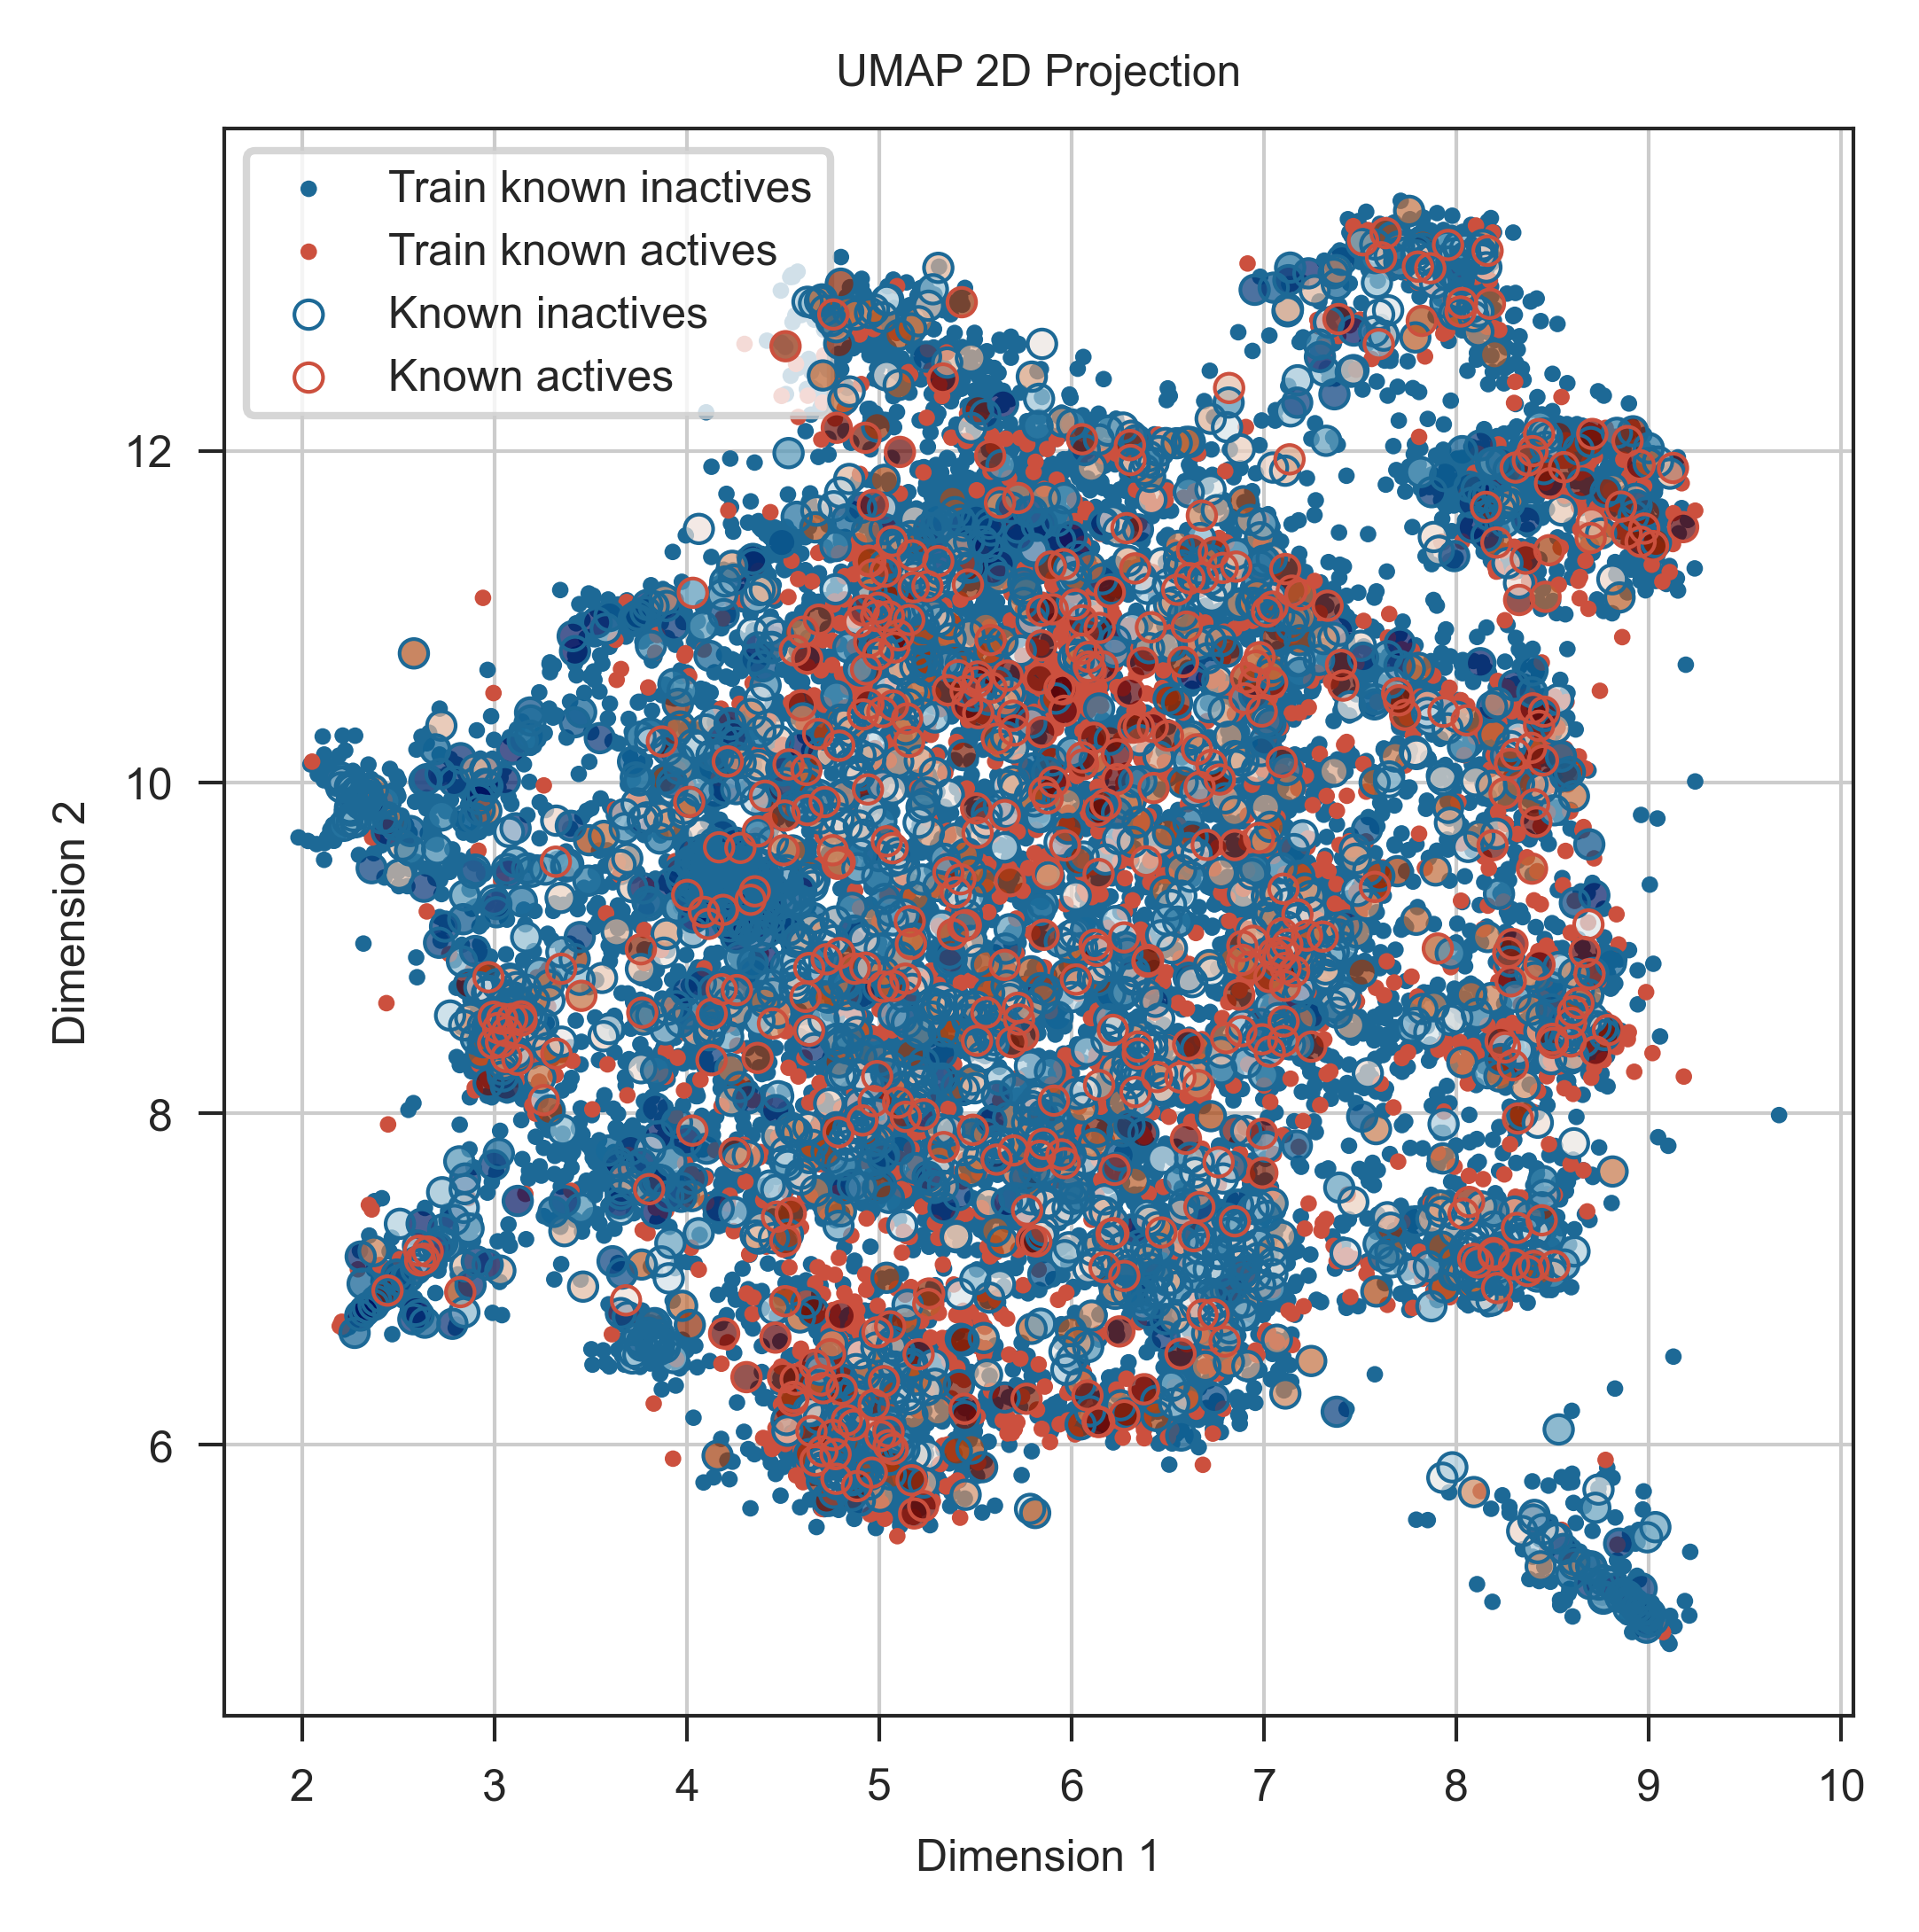 UMAP 2D Projection
Train known inactives
Train known actives
Known inactives
Known actives
12
10
8
6
Dimension 2
2 3 4 5 6 7 8 9 10
Dimension 1